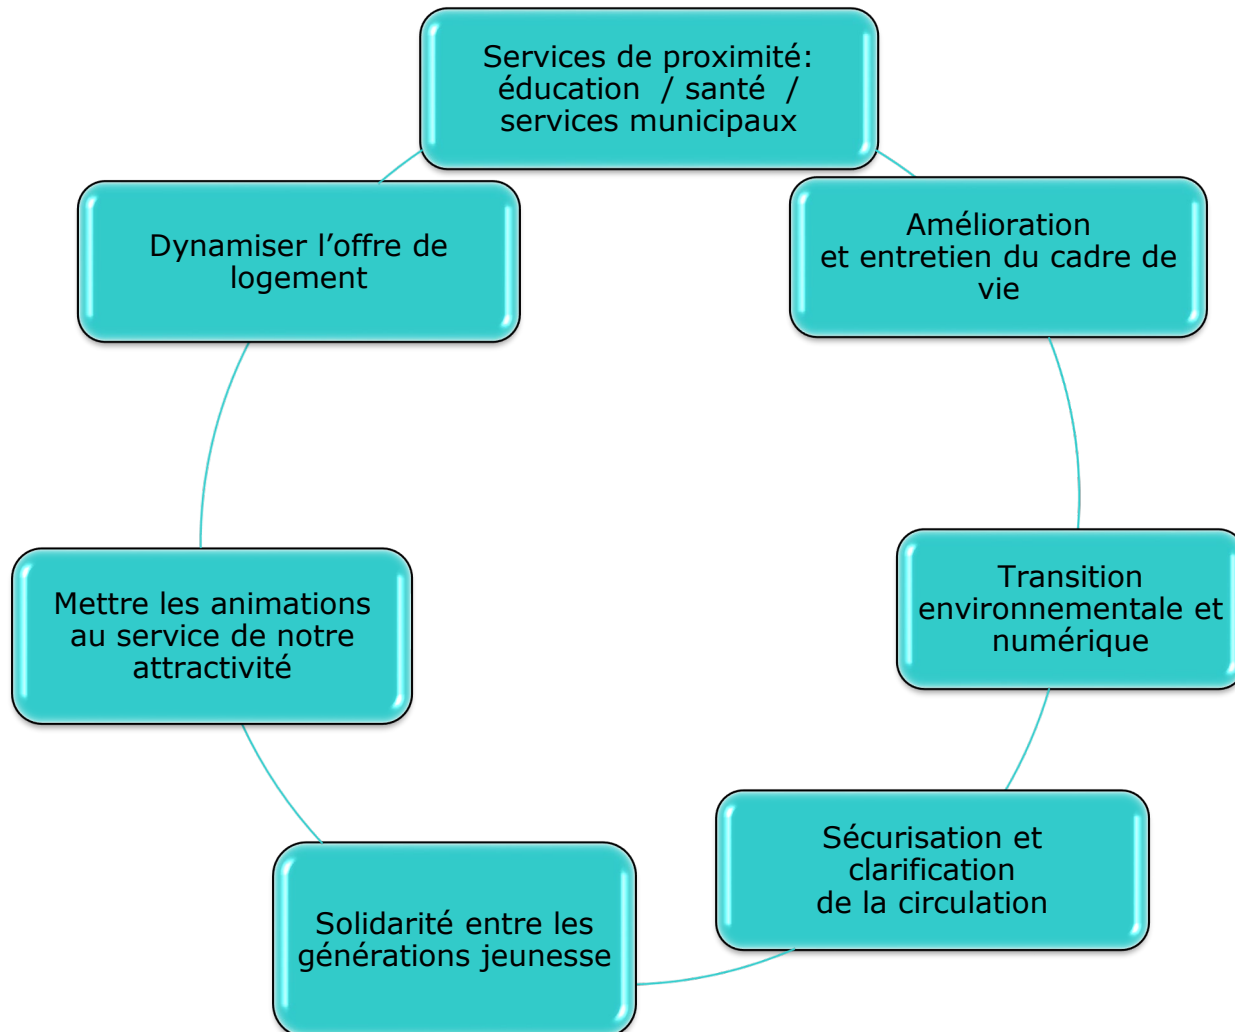 Services de proximité:
éducation / santé /
services municipaux
Amélioration
et entretien du cadre de
vie
Transition
environnementale et
numérique
Sécurisation et
clarification
de la circulation
Solidarité entre les
générations jeunesse
Mettre les animations
au service de notre
attractivité
Dynamiser l’offre de
logement